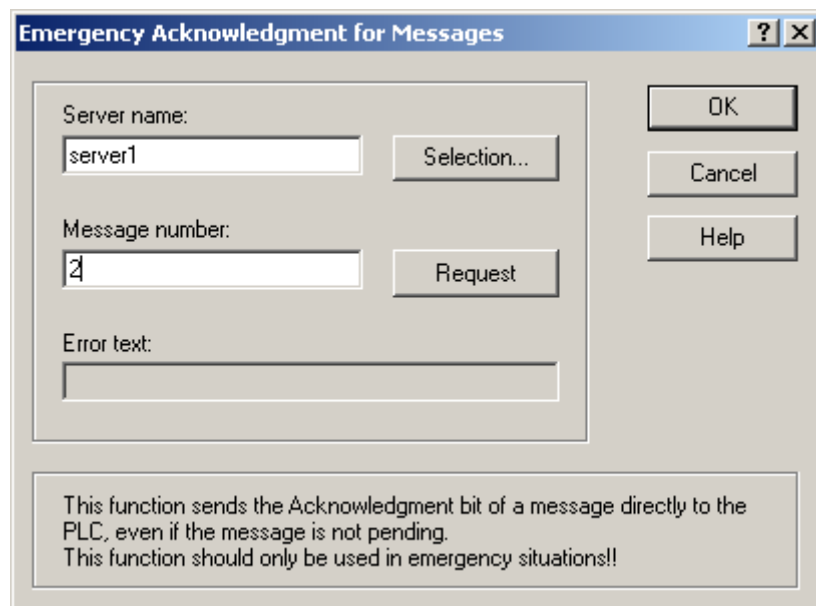 Emergency Acknowledgment for Messages
Server name:
server1
Selection...
Message number:
2
Request
Error text:
OK
Cancel
Help
This function sends the Acknowledgment bit of a message directly to the
PLC, even if the message is not pending.
This function should only be used in emergency situations!!